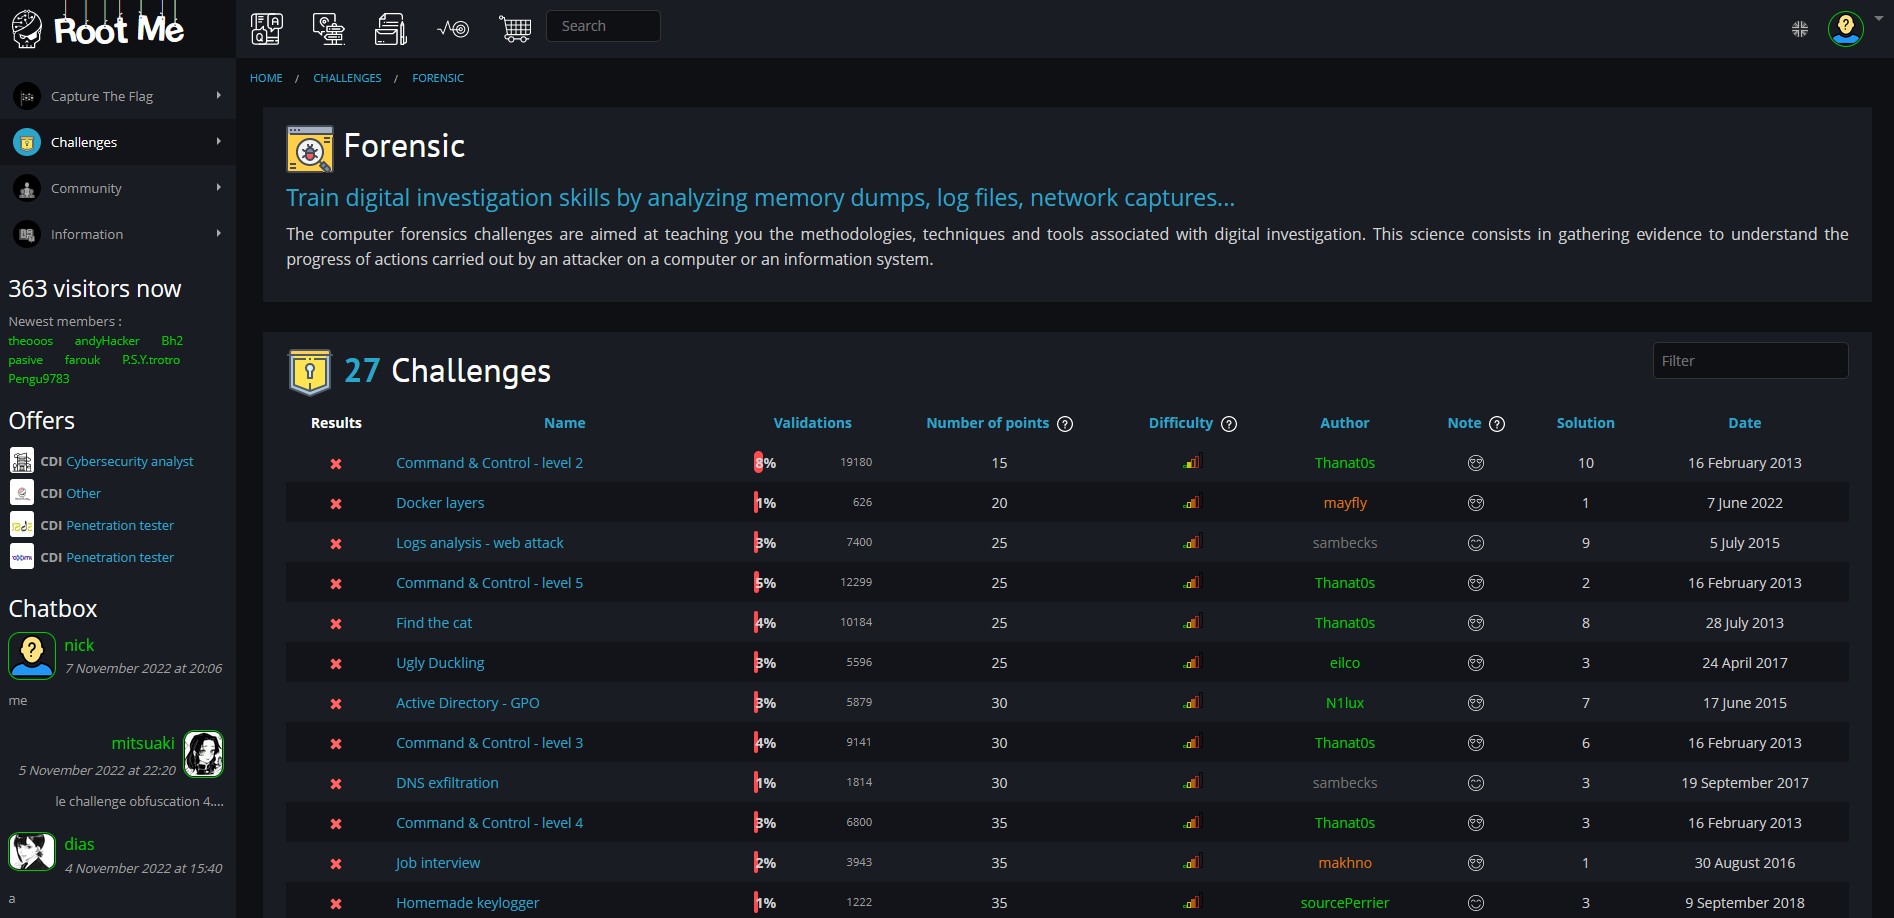 Root Me
Search
Capture The Flag
Challenges
Community
Information
363 visitors now
Newest members :
theooos andyHacker Bh2
pasive farouk P.S.Y.trotro
Pengu9783
Offers
CDI Cybersecurity analyst
CDI Other
CDI Penetration tester
CDI Penetration tester
Chatbox
nick
7 November 2022 at 20:06
me
mitsuaki
5 November 2022 at 22:20
le challenge obfuscation 4....
dias
4 November 2022 at 15:40
a
HOME / CHALLENGES / FORENSIC
Forensic
Train digital investigation skills by analyzing memory dumps, log files, network captures...
The computer forensics challenges are aimed at teaching you the methodologies, techniques and tools associated with digital investigation. This science consists in gathering evidence to understand the
progress of actions carried out by an attacker on a computer or an information system.
27 Challenges
Filter
Results Name Validations Number of points ? Difficulty ? Author Note ? Solution Date
Command & Control - level 2 8% 19180 15 Thanat0s 10 16 February 2013
Docker layers 1% 626 20 mayfly 1 7 June 2022
Logs analysis - web attack 3% 7400 25 sambecks 9 5 July 2015
Command & Control - level 5 5% 12299 25 Thanat0s 2 16 February 2013
Find the cat 4% 10184 25 Thanat0s 8 28 July 2013
Ugly Duckling 3% 5596 25 eilco 3 24 April 2017
Active Directory - GPO 3% 5879 30 N1lux 7 17 June 2015
Command & Control - level 3 4% 9141 30 Thanat0s 6 16 February 2013
DNS exfiltration 1% 1814 30 sambecks 3 19 September 2017
Command & Control - level 4 3% 6800 35 Thanat0s 3 16 February 2013
Job interview 2% 3943 35 makhno 1 30 August 2016
Homemade keylogger 1% 1222 35 sourcePerrier 3 9 September 2018